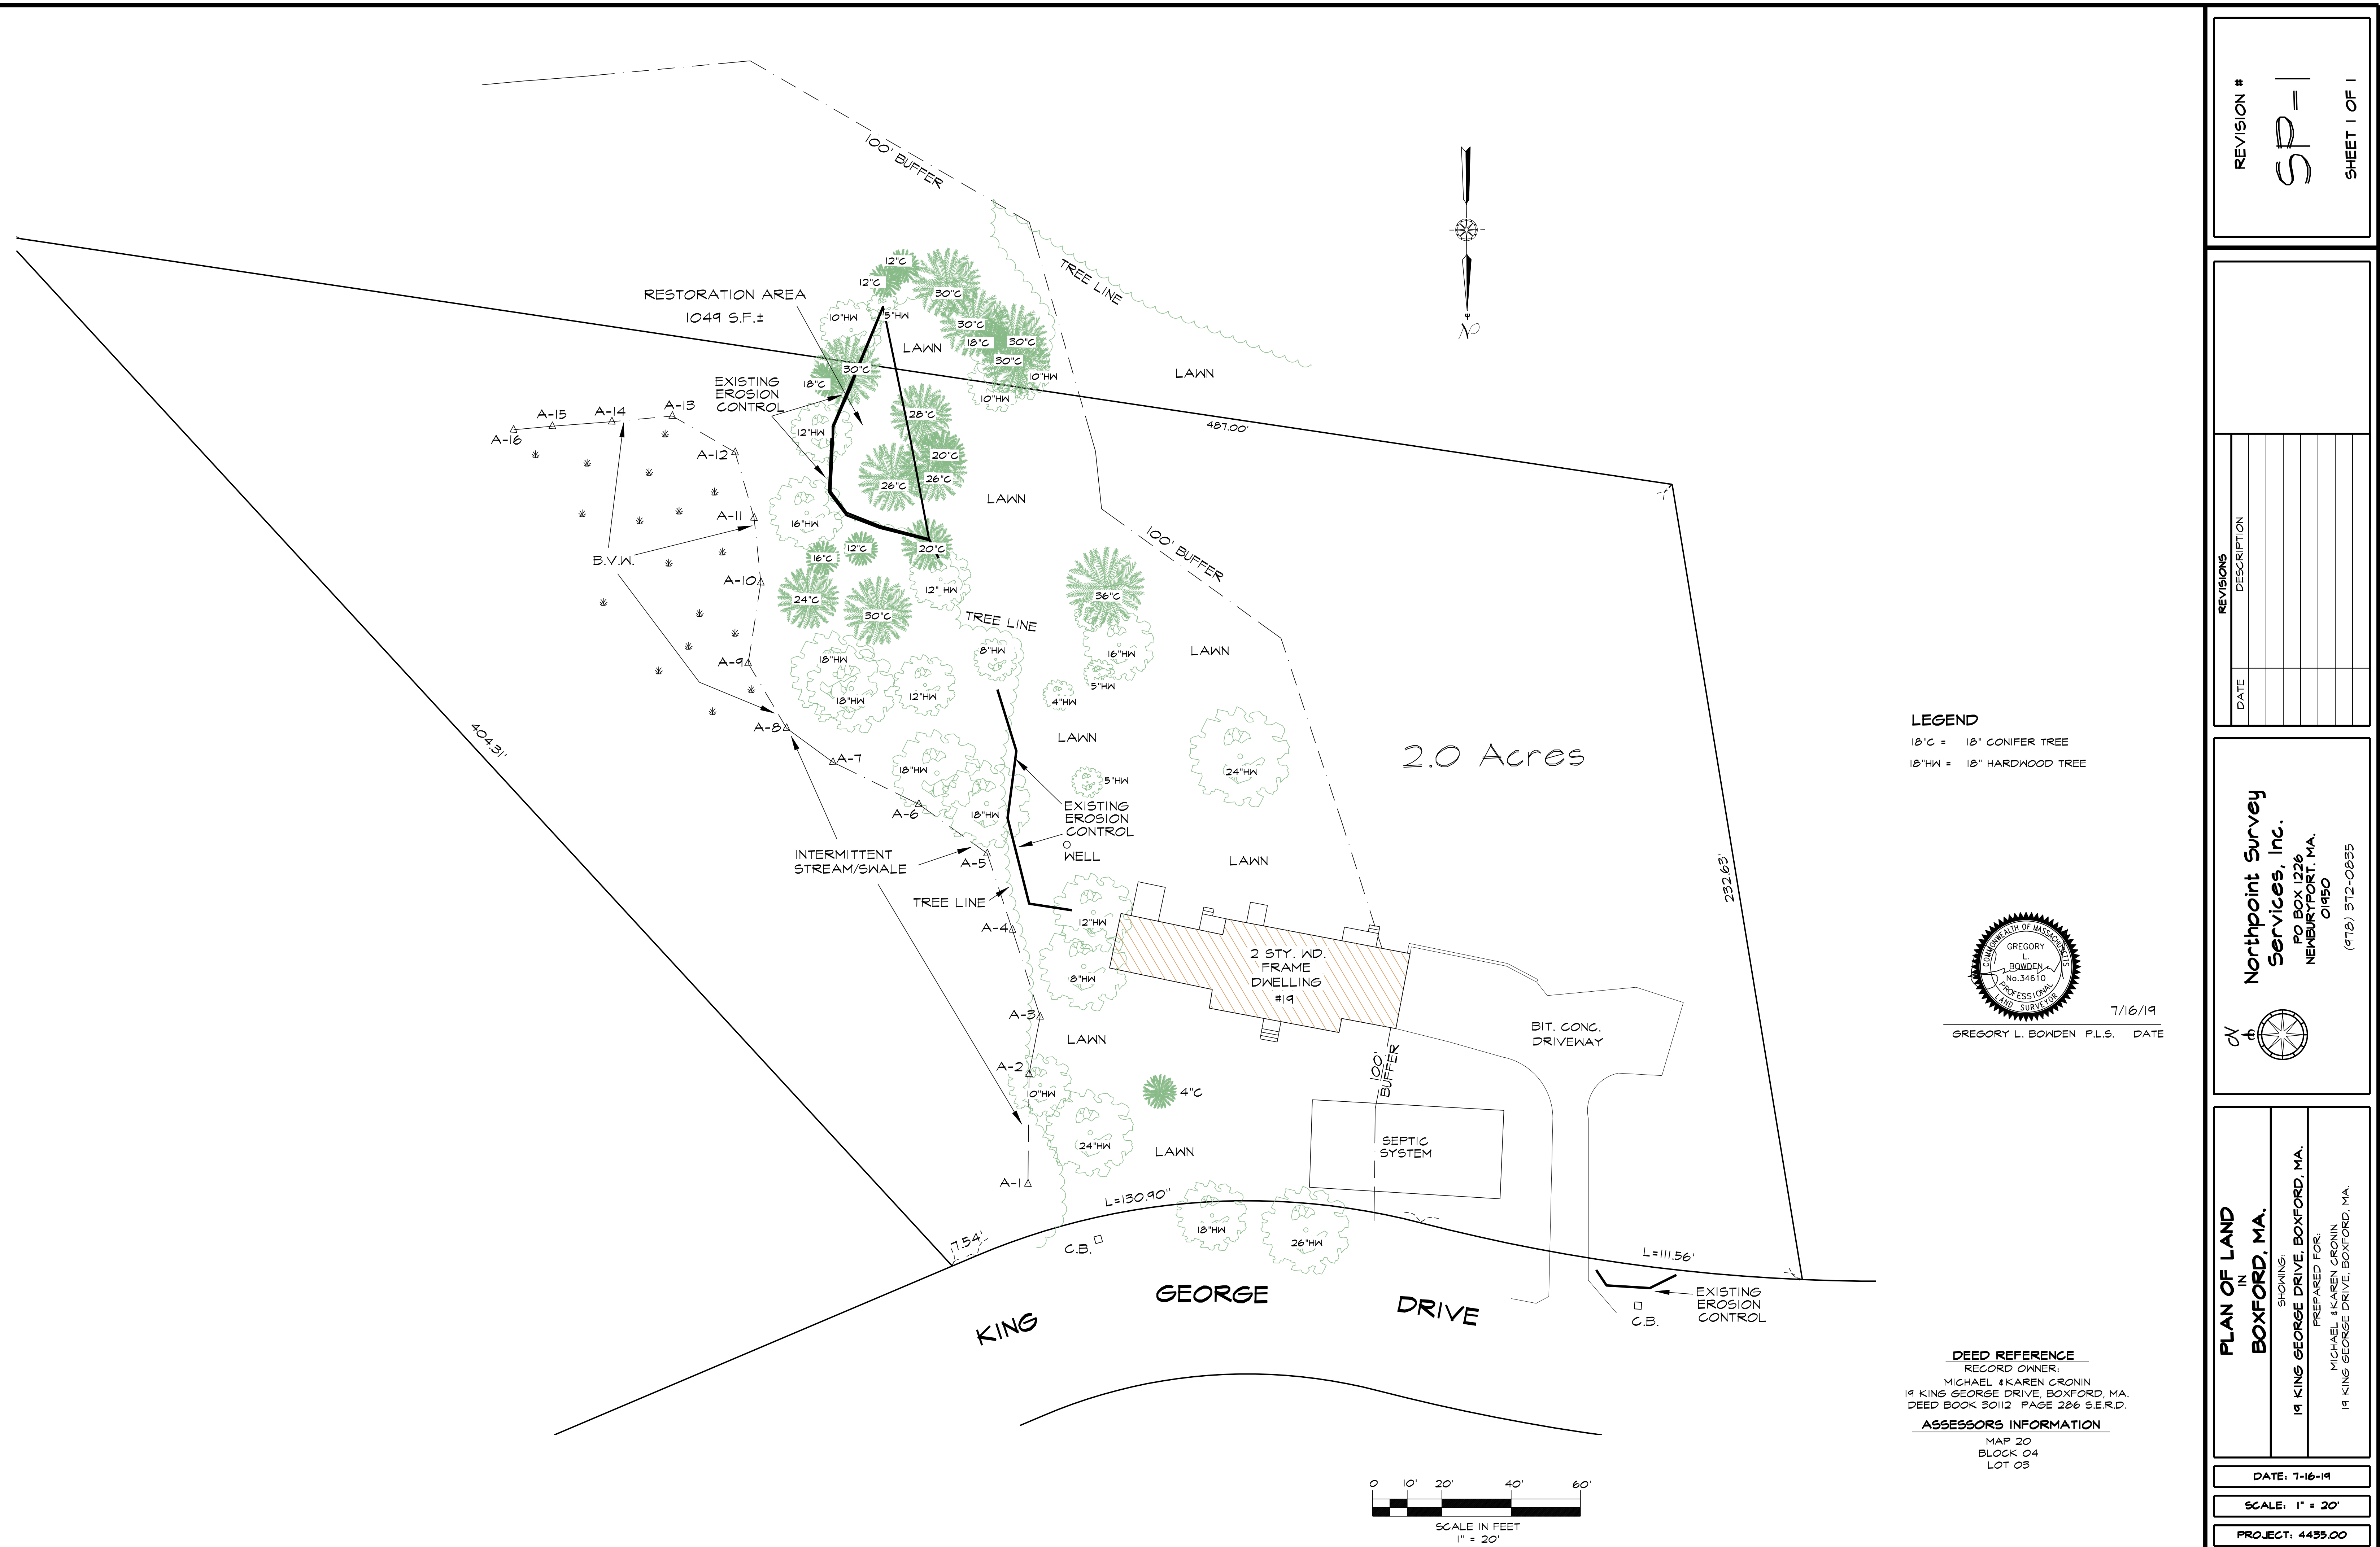 100' BUFFER
TREE LINE
RESTORATION AREA
1049 S.F.±
12"C
12"C
30"C
10"HW
5"HW
30"C
18"C
30"C
30"C
LAWN
10"HW
10"HW
LAWN
N
EXISTING
EROSION
CONTROL
30"C
18"C
12"HW
28"C
20"C
26"C
26"C
487.00'
A-16
A-15
A-14
A-13
A-12
A-11
A-10
A-9
A-8
A-7
A-6
A-5
A-4
A-3
A-2
A-1
B.V.W.
16"HW
LAWN
16"C
12"C
20"C
12" HW
24"C
30"C
TREE LINE
100' BUFFER
36"C
16"HW
5"HW
4"HW
8"HW
LAWN
18"HW
18"HW
12"HW
LAWN
404.31'
18"HW
18"HW
5"HW
24"HW
2.0 Acres
EXISTING
EROSION
CONTROL
WELL
LAWN
INTERMITTENT
STREAM/SWALE
TREE LINE
12"HW
18"HW
2 STY. WD.
FRAME
DWELLING
#19
232.63'
BIT. CONC.
DRIVEWAY
LAWN
100'
BUFFER
10"HW
4"C
24"HW
LAWN
SEPTIC
SYSTEM
7.54'
L=130.90"
18"HW
26"HW
C.B.
L=111.56'
EXISTING
EROSION
CONTROL
C.B.
KING GEORGE DRIVE
0 10' 20' 40' 60'
SCALE IN FEET
1" = 20'
LEGEND
18"C = 18" CONIFER TREE
18"HW = 18" HARDWOOD TREE
COMMONWEALTH OF MASSACHUSETTS
GREGORY
L.
BOWDEN
No.34610
PROFESSIONAL
LAND SURVEYOR
7/16/19
GREGORY L. BOWDEN P.L.S. DATE
DEED REFERENCE
RECORD OWNER:
MICHAEL & KAREN CRONIN
19 KING GEORGE DRIVE, BOXFORD, MA.
DEED BOOK 30112 PAGE 286 S.E.R.D.
ASSESSORS INFORMATION
MAP 20
BLOCK 04
LOT 03
REVISION #
SP-1
SHEET 1 OF 1
REVISIONS
DATE DESCRIPTION
Northpoint Survey
Services, Inc.
PO BOX 1226
NEWBURYPORT. MA.
01950
(978) 372-0835
N
PLAN OF LAND
IN
BOXFORD, MA.
SHOWING:
19 KING GEORGE DRIVE, BOXFORD, MA.
PREPARED FOR:
MICHAEL & KAREN CRONIN
19 KING GEORGE DRIVE, BOXFORD, MA.
DATE: 7-16-19
SCALE: 1" = 20'
PROJECT: 4435.00